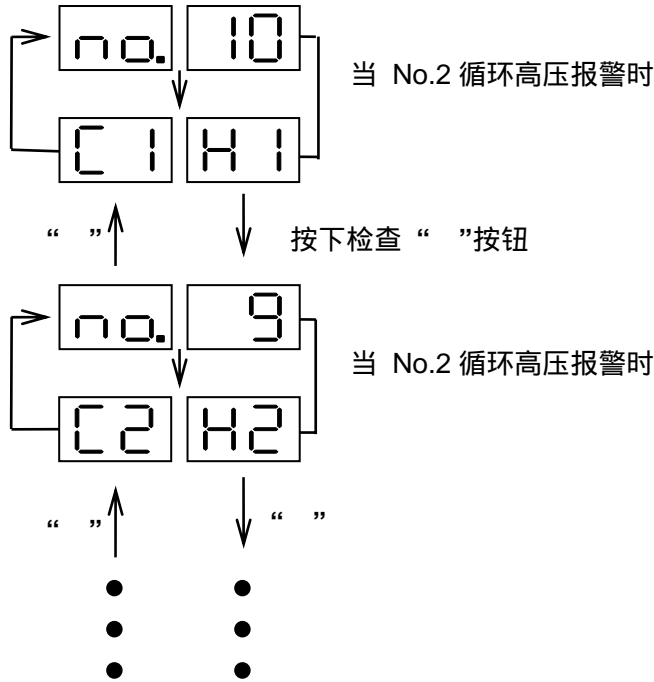 no. 10
当 No.2 循环高压报警时
C1 H1
“ ” 按下检查 “ ”按钮
no. 9
当 No.2 循环高压报警时
C2 H2
“ ” “ ”